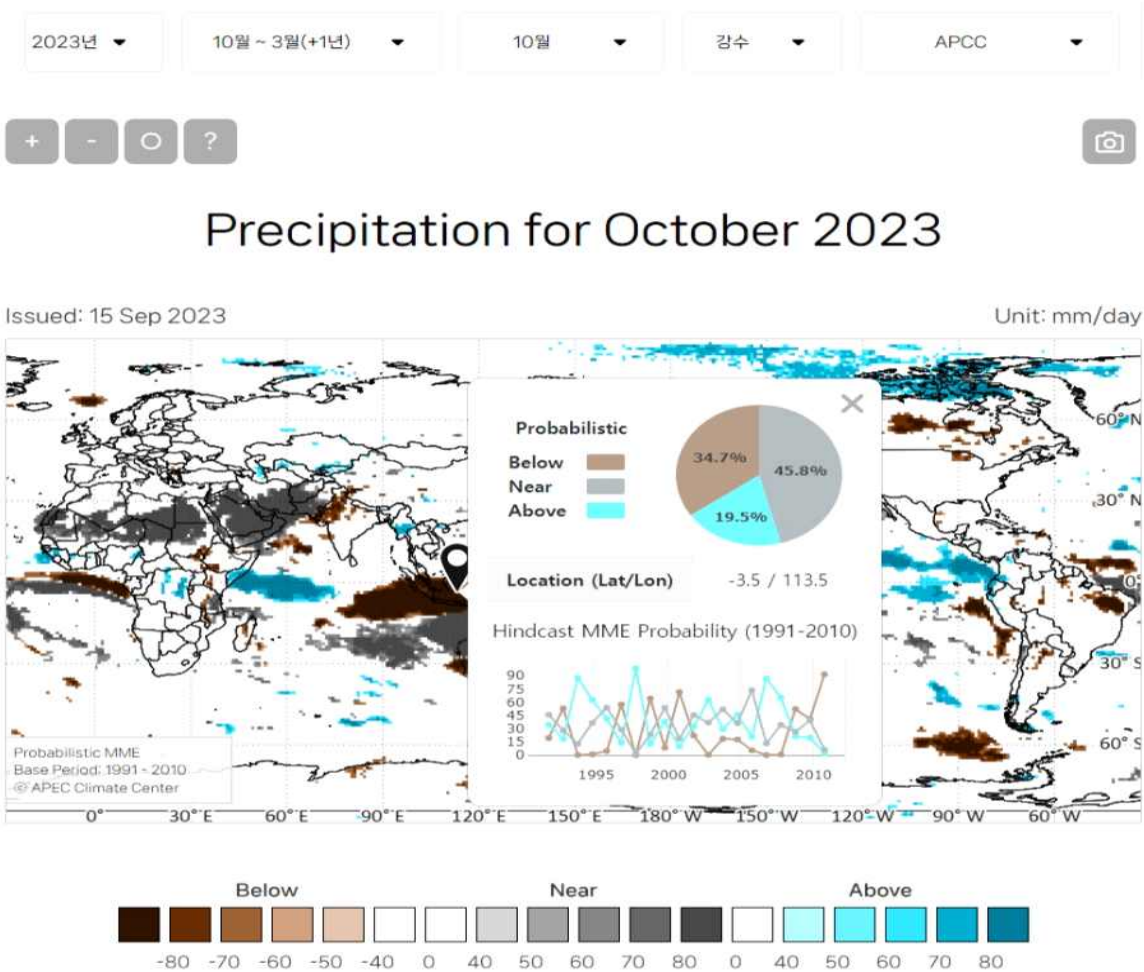 2023년 10월 ~ 3월(+1년) 10월 강수 APCC
+ - ?
Precipitation for October 2023
Issued: 15 Sep 2023 Unit: mm/day
Probabilistic
Below
Near
Above
34.7% 45.8%
19.5%
Location (Lat/Lon) -3.5 / 113.5
Hindcast MME Probability (1991-2010)
90
75
60
45
30
15
0
1995 2000 2005 2010
60° N
30° N
0°
30° S
60° S
Probabilistic MME
Base Period: 1991 - 2010
© APEC Climate Center
0° 30° E 60° E 90° E 120° E 150° E 180° W 150° W 120° W 90° W 60° W
Below Near Above
-80 -70 -60 -50 -40 0 40 50 60 70 80 0 40 50 60 70 80